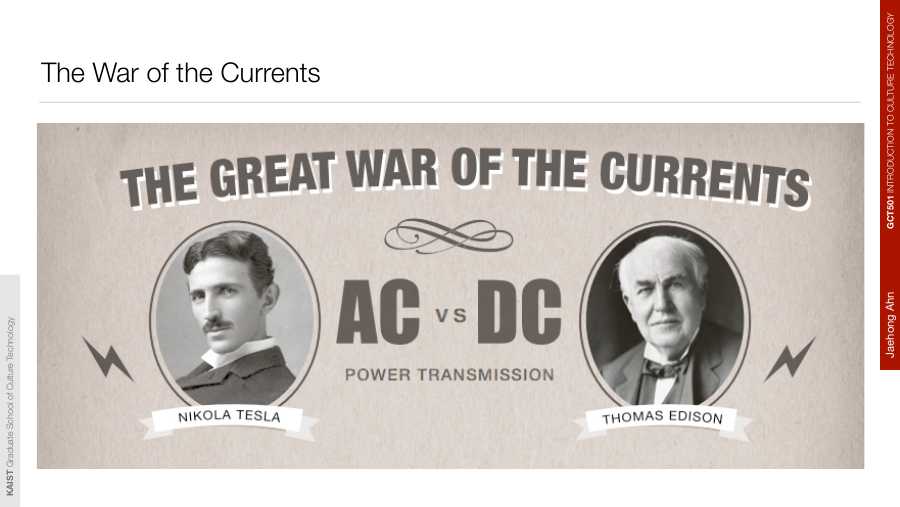 The War of the Currents
THE GREAT WAR OF THE CURRENTS
AC VS DC
POWER TRANSMISSION
NIKOLA TESLA
THOMAS EDISON
KAIST Graduate School of Culture Technology
GCT501 INTRODUCTION TO CULTURE TECHNOLOGY
Jaehong Ahn